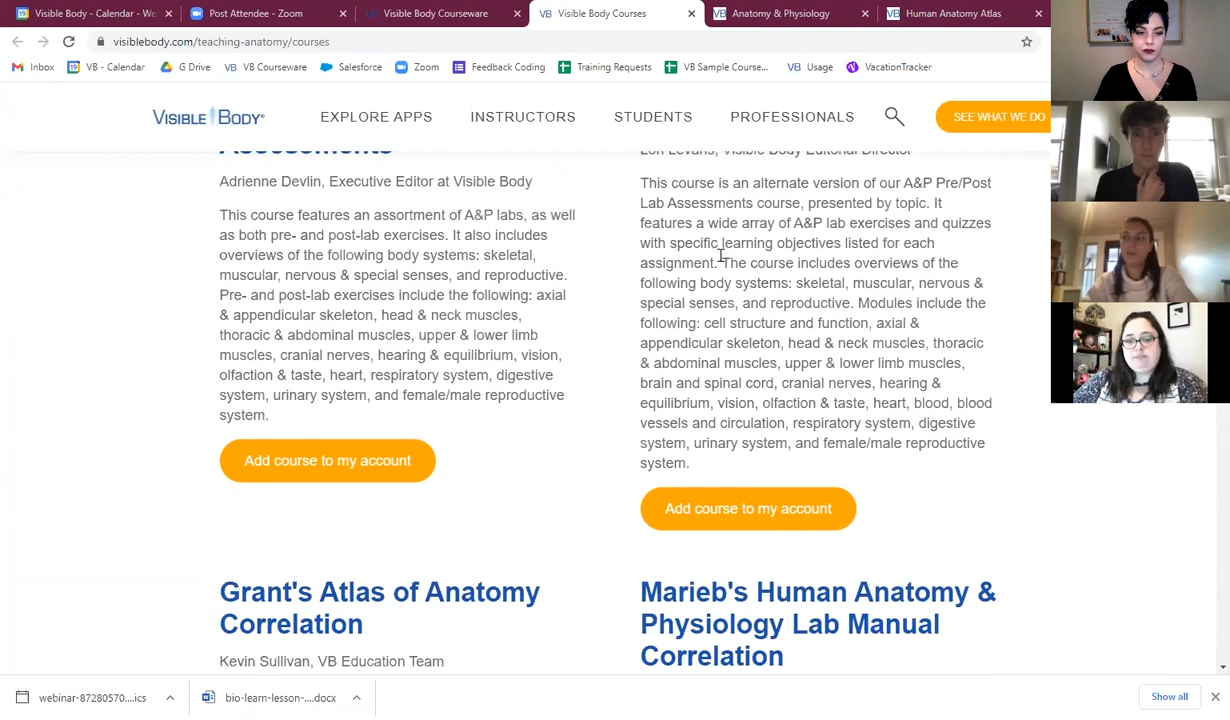 Visible Body - Calendar - We
Post Attendee - Zoom
Visible Body Courseware
VB Visible Body Courses
VB Anatomy & Physiology
VB Human Anatomy Atlas
visiblebody.com/teaching-anatomy/courses
Inbox
VB - Calendar
G Drive
VB VB Courseware
Salesforce
Zoom
Feedback Coding
Training Requests
VB Sample Course...
VB Usage
VacationTracker
VISIBLE BODY®
EXPLORE APPS
INSTRUCTORS
STUDENTS
PROFESSIONALS
SEE WHAT WE DO
Assessments
Adrienne Devlin, Executive Editor at Visible Body
This course features an assortment of A&P labs, as well
as both pre- and post-lab exercises. It also includes
overviews of the following body systems: skeletal,
muscular, nervous & special senses, and reproductive.
Pre- and post-lab exercises include the following: axial
& appendicular skeleton, head & neck muscles,
thoracic & abdominal muscles, upper & lower limb
muscles, cranial nerves, hearing & equilibrium, vision,
olfaction & taste, heart, respiratory system, digestive
system, urinary system, and female/male reproductive
system.
Add course to my account
Lori Levans, Visible Body Editorial Director
This course is an alternate version of our A&P Pre/Post
Lab Assessments course, presented by topic. It
features a wide array of A&P lab exercises and quizzes
with specific learning objectives listed for each
assignment. The course includes overviews of the
following body systems: skeletal, muscular, nervous &
special senses, and reproductive. Modules include the
following: cell structure and function, axial &
appendicular skeleton, head & neck muscles, thoracic
& abdominal muscles, upper & lower limb muscles,
brain and spinal cord, cranial nerves, hearing &
equilibrium, vision, olfaction & taste, heart, blood, blood
vessels and circulation, respiratory system, digestive
system, urinary system, and female/male reproductive
system.
Add course to my account
Grant's Atlas of Anatomy
Correlation
Kevin Sullivan, VB Education Team
Marieb's Human Anatomy &
Physiology Lab Manual
Correlation
webinar-87280570....ics
bio-learn-lesson-....docx
Show all